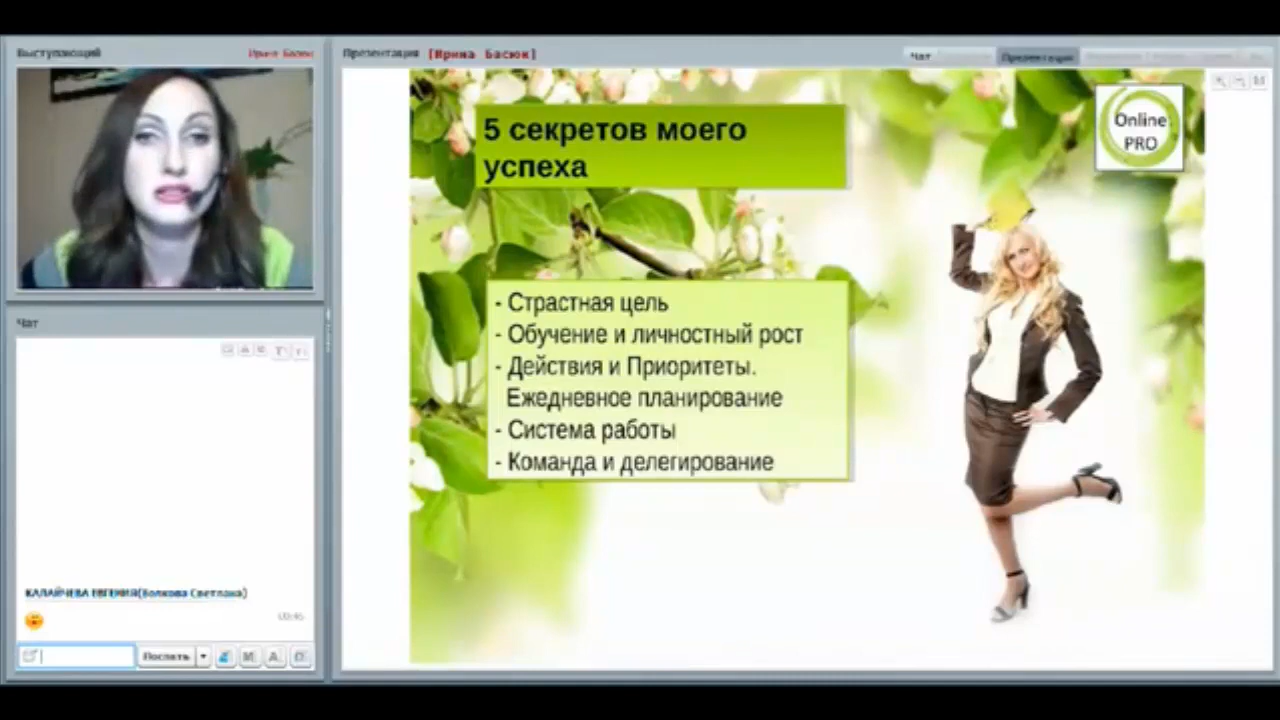 Выступающий
Ирина Басюк
Презентация [Ирина Басюк]
Чат
Презентация
5 секретов моего
успеха
Online
PRO
- Страстная цель
- Обучение и личностный рост
- Действия и Приоритеты.
Ежедневное планирование
- Система работы
- Команда и делегирование
Чат
КАЛАЙЧЕВА ЕВГЕНИЯ(Волкова Светлана)
Послать